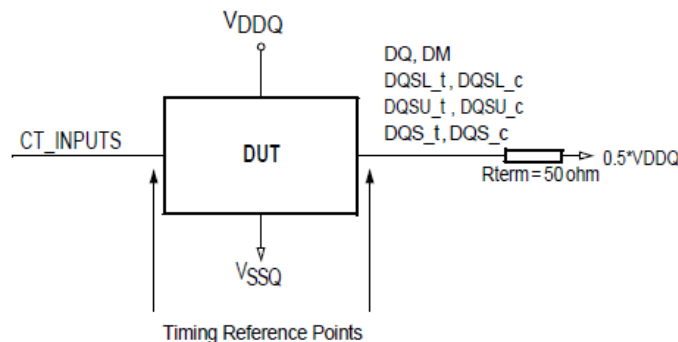 VDDQ
DQ, DM
DQSL_t, DQSL_c
DQSU_t, DQSU_c
DQS_t, DQS_c
CT_INPUTS
DUT
0.5*VDDQ
Rterm = 50 ohm
VSSQ
Timing Reference Points